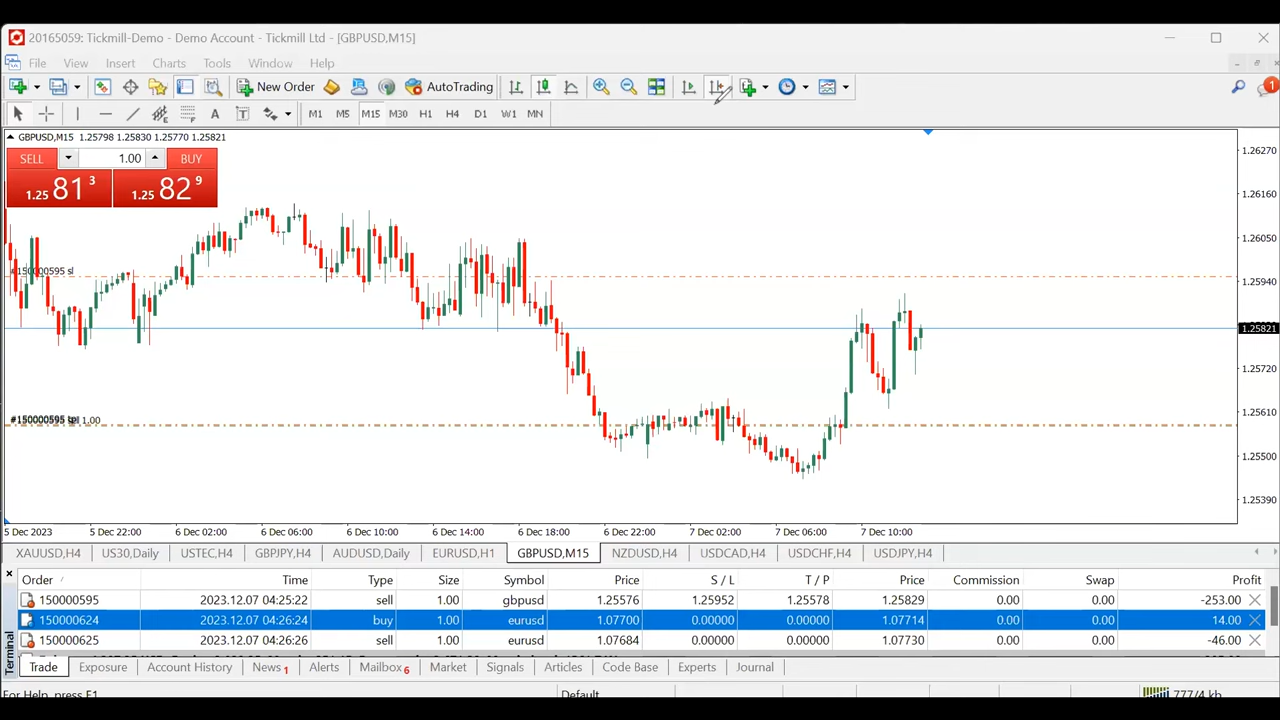 20165059: Tickmill-Demo - Demo Account - Tickmill Ltd - [GBPUSD,M15]
File View Insert Charts Tools Window Help
New Order AutoTrading 1
A T M1 M5 M15 M30 H1 H4 D1 W1 MN
GBPUSD,M15 1.25798 1.25830 1.25770 1.25821
SELL 1.00 BUY
1.25 81 3 1.25 82 9
1.26270
1.26160
1.26050
#150000595 sl
1.25940
1.25821
1.25720
1.25610
1.25500
1.25390
5 Dec 2023 5 Dec 22:00 6 Dec 02:00 6 Dec 06:00 6 Dec 10:00 6 Dec 14:00 6 Dec 18:00 6 Dec 22:00 7 Dec 02:00 7 Dec 06:00 7 Dec 10:00
XAUUSD,H4 US30,Daily USTEC,H4 GBPJPY,H4 AUDUSD,Daily EURUSD,H1 GBPUSD,M15 NZDUSD,H4 USDCAD,H4 USDCHF,H4 USDJPY,H4
Order Time Type Size Symbol Price S / L T / P Price Commission Swap Profit
150000595 2023.12.07 04:25:22 sell 1.00 gbpusd 1.25576 1.25952 1.25578 1.25829 0.00 0.00 -253.00
150000624 2023.12.07 04:26:24 buy 1.00 eurusd 1.07700 0.00000 0.00000 1.07714 0.00 0.00 14.00
150000625 2023.12.07 04:26:26 sell 1.00 eurusd 1.07684 0.00000 0.00000 1.07730 0.00 0.00 -46.00
Terminal
Trade Exposure Account History News 1 Alerts Mailbox 6 Market Signals Articles Code Base Experts Journal
For Help, press F1 Default 777/4 kb